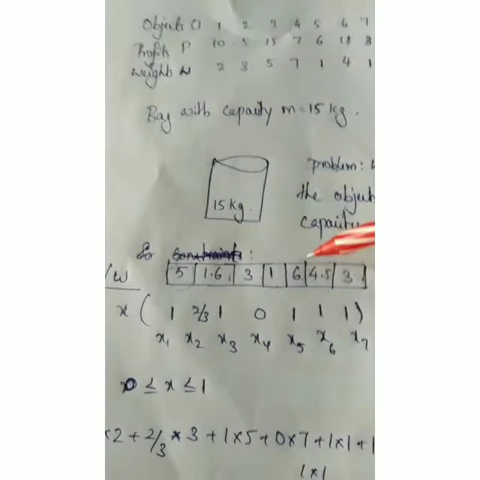 Objects O 1 2 3 4 5 6 7
Profits P 10 5 15 7 6 18 3
Weights W 2 3 5 7 1 4 1
Bag with capacity m=15 kg.
problem:
the object
capacity
15 kg.
/w 5 1.6 3 1 6 4.5 3
x ( 1 2/3 1 0 1 1 1 )
x₁ x₂ x₃ x₄ x₅ x₆ x₇
0 ≤ x ≤ 1
×2 + 2/3 × 3 + 1×5 + 0×7 + 1×1 +
1×1